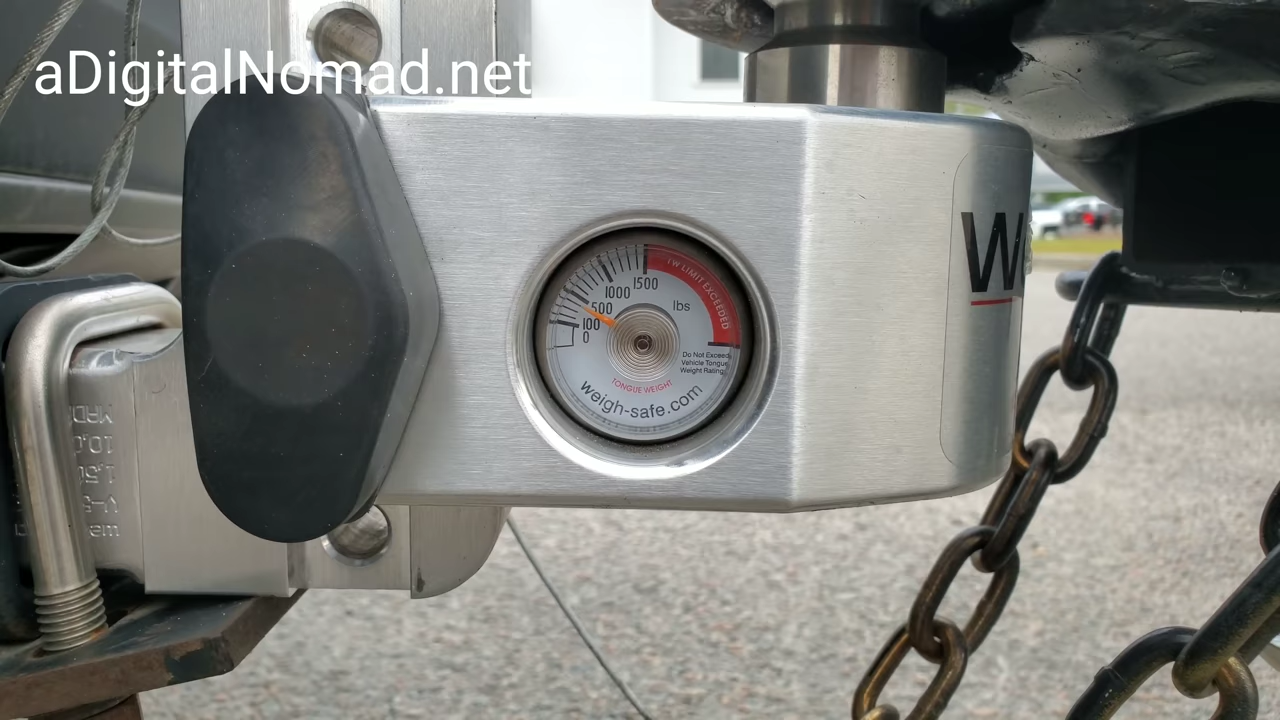 aDigitalNomad.net
1500
1000
500
100
0
lbs
TW LIMIT EXCEEDED
Do Not Exceed
Vehicle Tongue
Weight Rating
TONGUE WEIGHT
weigh-safe.com
W